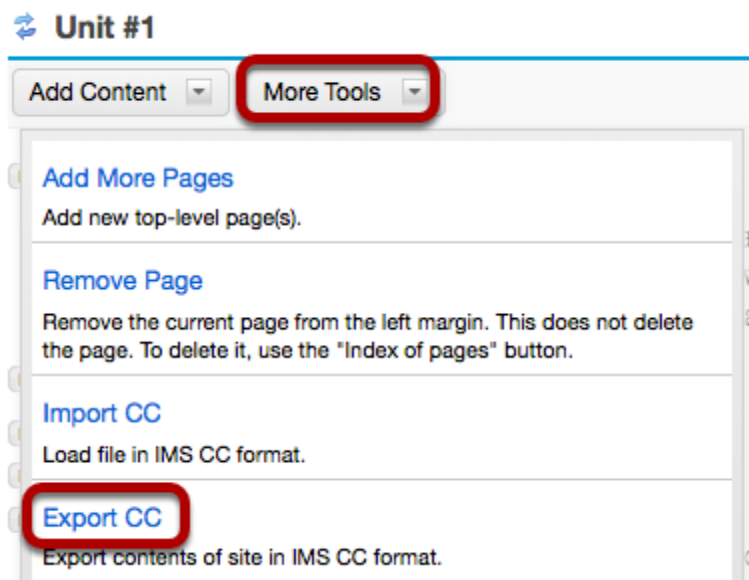 Unit #1
Add Content
More Tools
Add More Pages
Add new top-level page(s).
Remove Page
Remove the current page from the left margin. This does not delete
the page. To delete it, use the "Index of pages" button.
Import CC
Load file in IMS CC format.
Export CC
Export contents of site in IMS CC format.